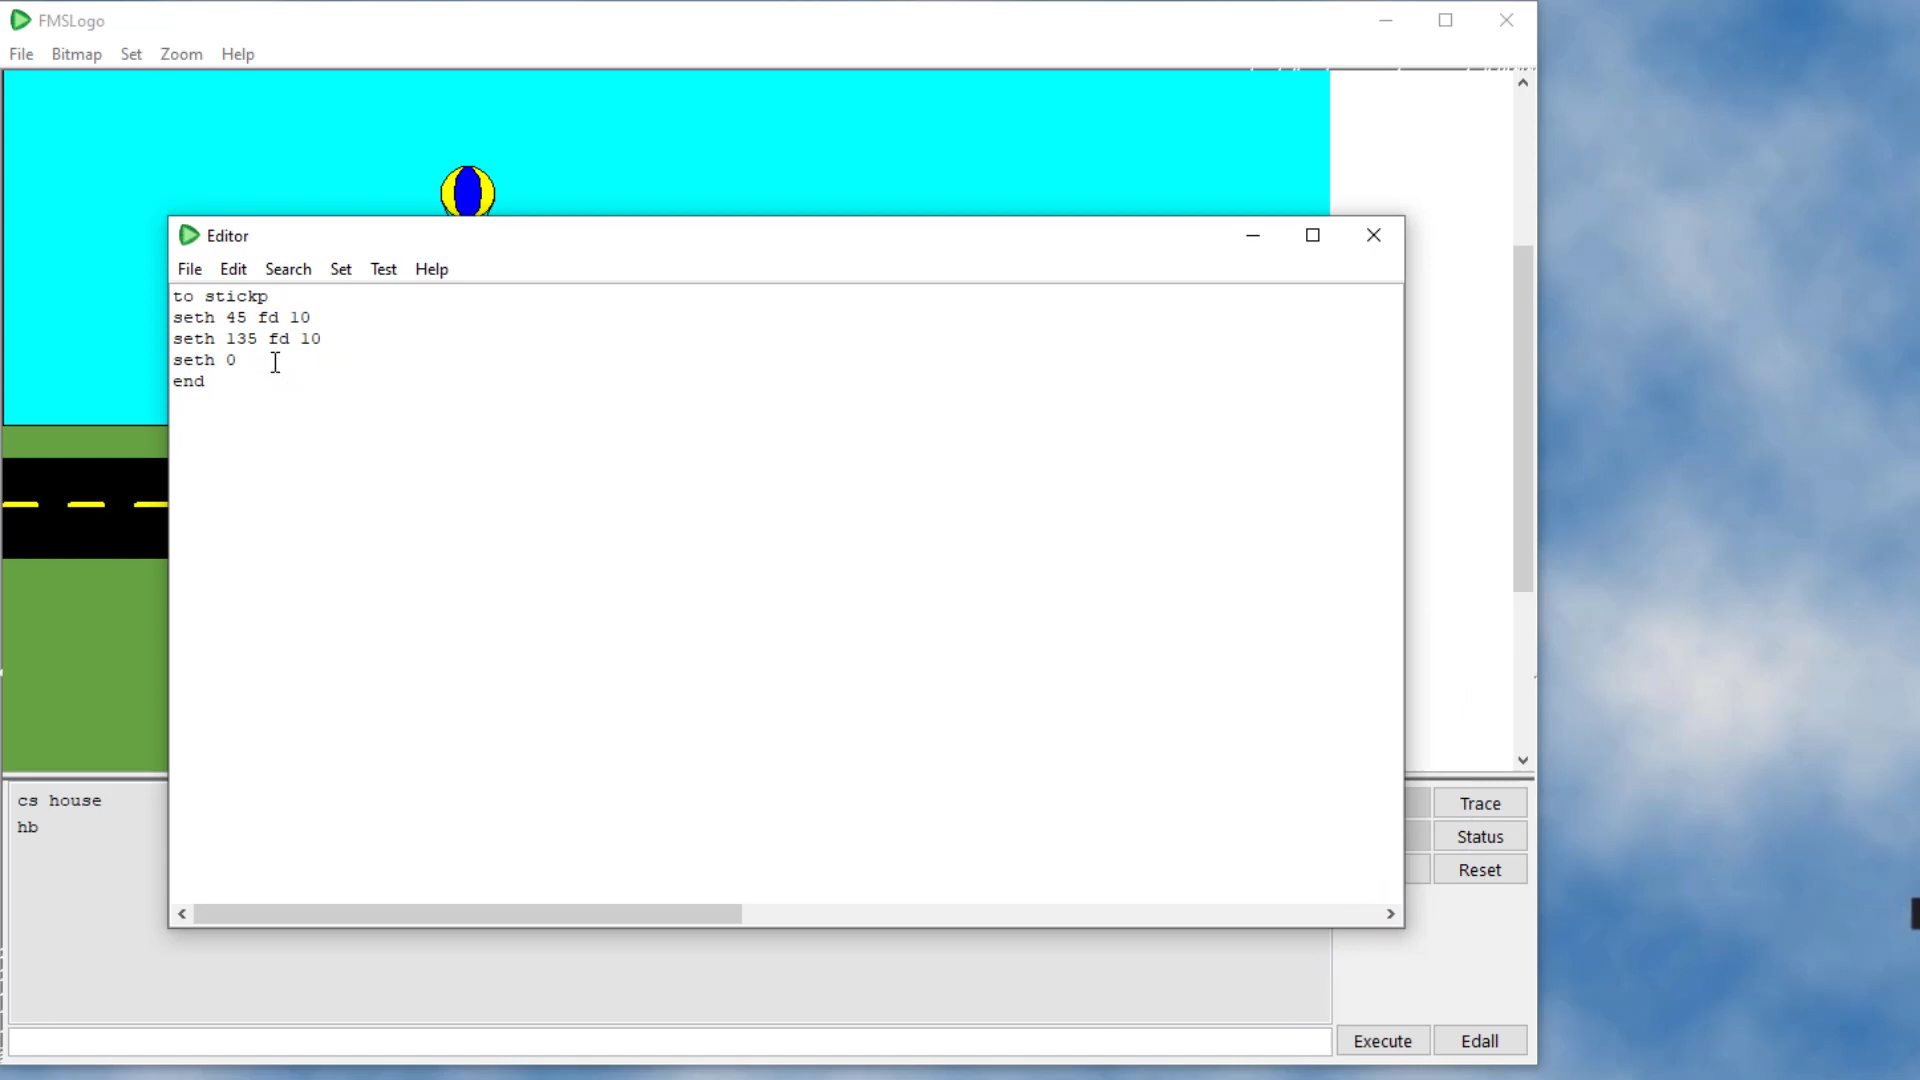 FMSLogo
File Bitmap Set Zoom Help
Editor
File Edit Search Set Test Help
to stickp
seth 45 fd 10
seth 135 fd 10
seth 0
end
cs house
hb
Trace
Status
Reset
Execute Edall